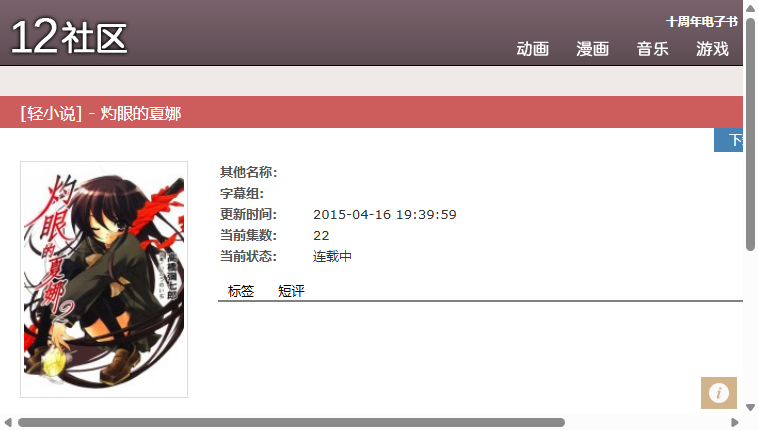 12社区
十周年电子书
动画 漫画 音乐 游戏
[轻小说] - 灼眼的夏娜
下
其他名称:
字幕组:
更新时间: 2015-04-16 19:39:59
当前集数: 22
当前状态: 连载中
标签 短评
灼眼的夏娜
高橋彌七郎